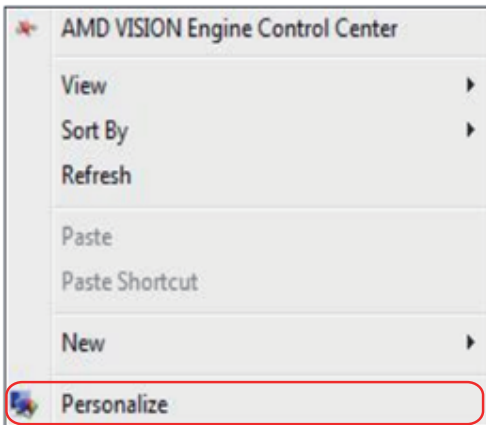 AMD VISION Engine Control Center
View
Sort By
Refresh
Paste
Paste Shortcut
New
Personalize